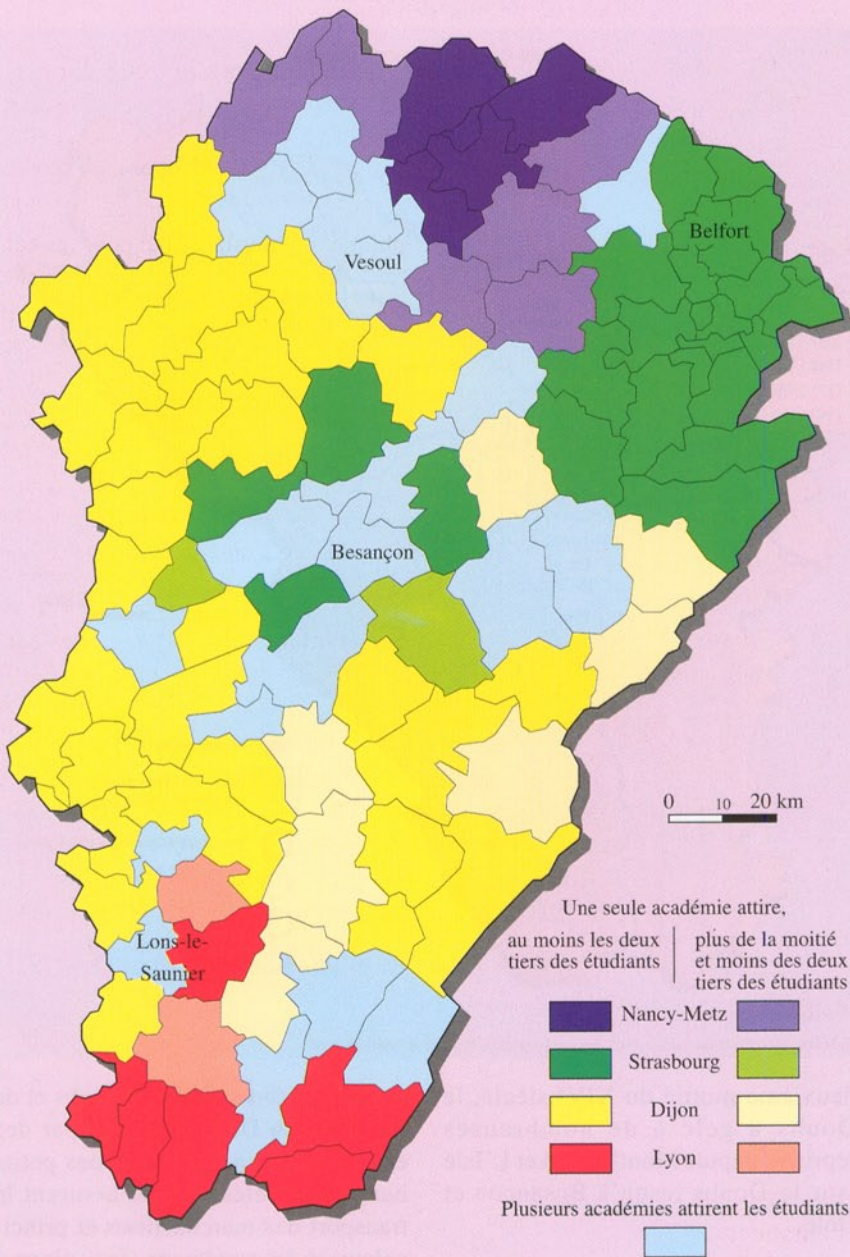 Belfort
Vesoul
Besançon
0 10 20 km
Lons-le-
Saunier
Une seule académie attire,
au moins les deux
tiers des étudiants
plus de la moitié
et moins des deux
tiers des étudiants
Nancy-Metz
Strasbourg
Dijon
Lyon
Plusieurs académies attirent les étudiants